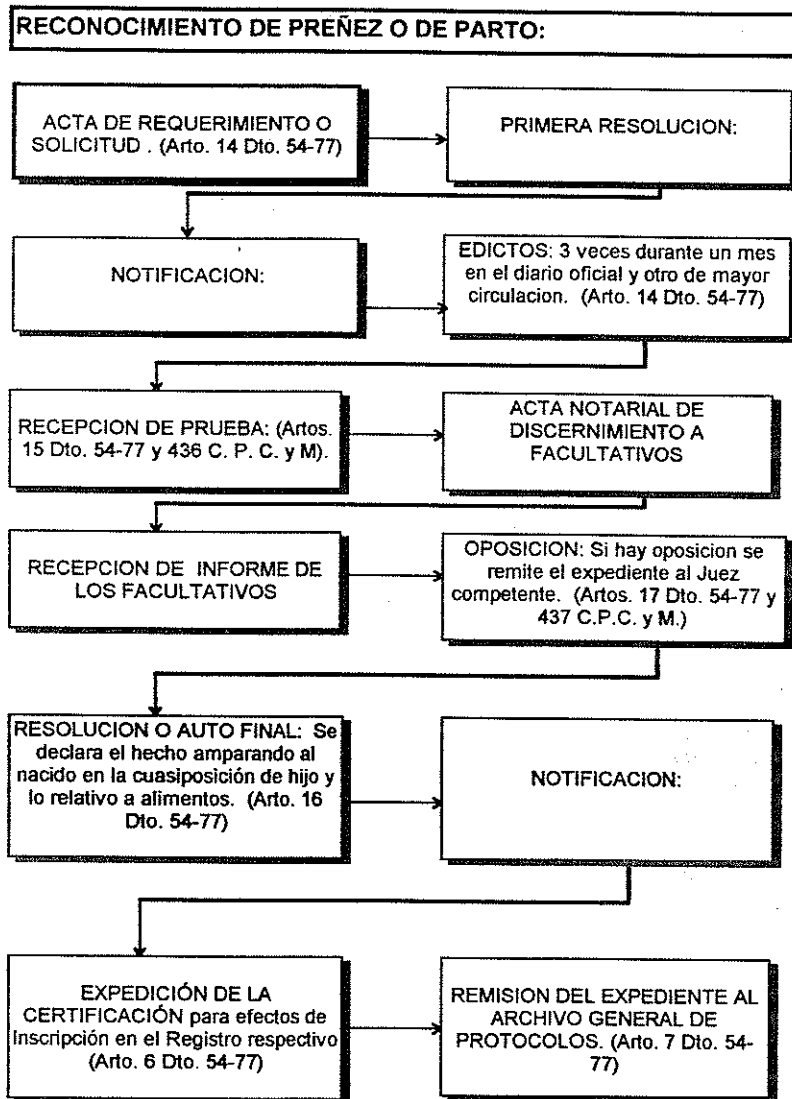 RECONOCIMIENTO DE PREÑEZ O DE PARTO:
ACTA DE REQUERIMIENTO O
SOLICITUD . (Arto. 14 Dto. 54-77)
PRIMERA RESOLUCION:
NOTIFICACION:
EDICTOS: 3 veces durante un mes
en el diario oficial y otro de mayor
circulacion. (Arto. 14 Dto. 54-77)
RECEPCION DE PRUEBA: (Artos.
15 Dto. 54-77 y 436 C. P. C. y M).
ACTA NOTARIAL DE
DISCERNIMIENTO A
FACULTATIVOS
RECEPCION DE INFORME DE
LOS FACULTATIVOS
OPOSICION: Si hay oposicion se
remite el expediente al Juez
competente. (Artos. 17 Dto. 54-77 y
437 C.P.C. y M.)
RESOLUCION O AUTO FINAL: Se
declara el hecho amparando al
nacido en la cuasiposición de hijo y
lo relativo a alimentos. (Arto. 16
Dto. 54-77)
NOTIFICACION:
EXPEDICIÓN DE LA
CERTIFICACIÓN para efectos de
Inscripción en el Registro respectivo
(Arto. 6 Dto. 54-77)
REMISION DEL EXPEDIENTE AL
ARCHIVO GENERAL DE
PROTOCOLOS. (Arto. 7 Dto. 54-
77)